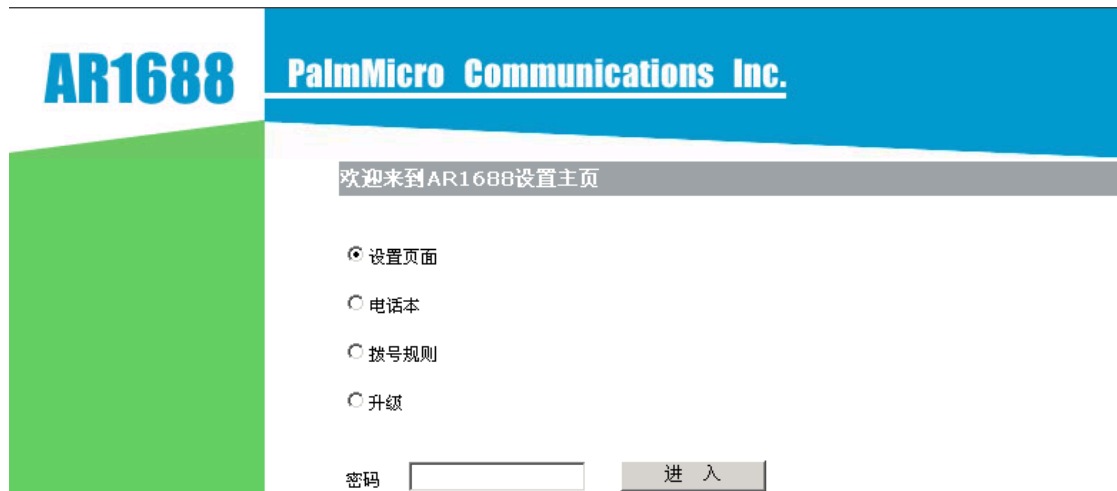 AR1688
PalmMicro Communications Inc.
欢迎来到AR1688设置主页
设置页面
电话本
拨号规则
升级
密码 进 入